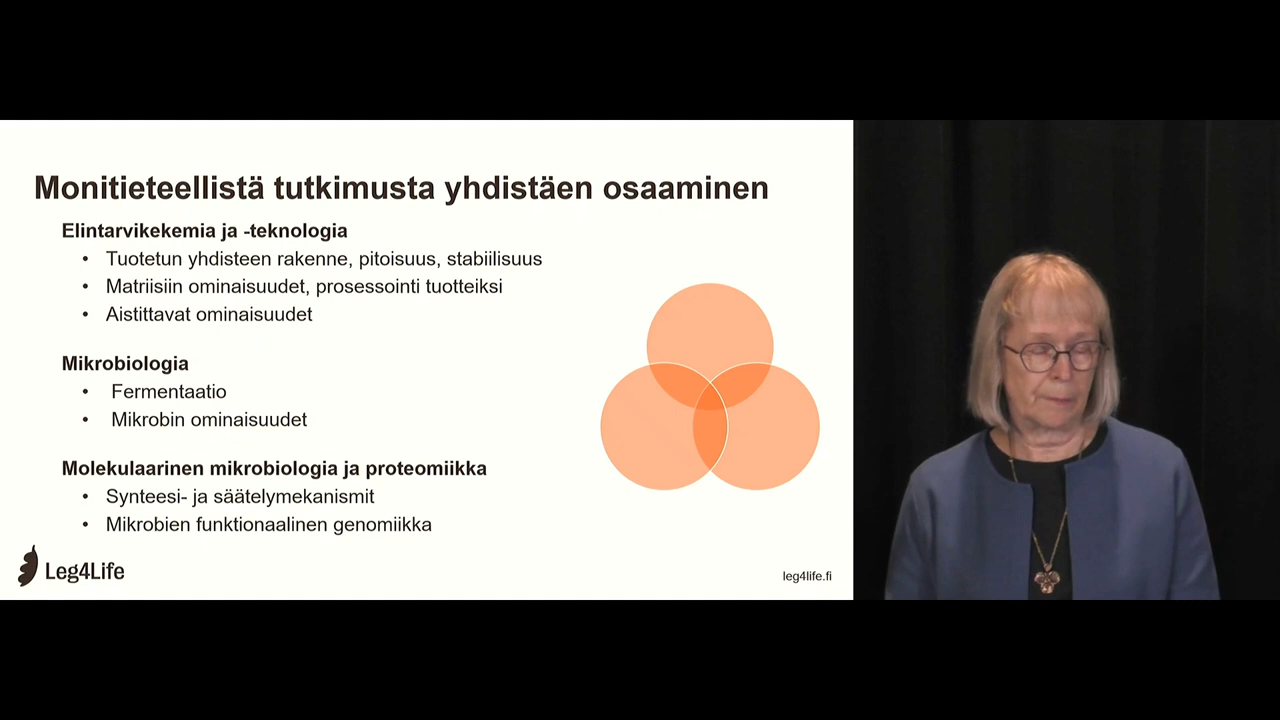 Monitieteellistä tutkimusta yhdistäen osaaminen
Elintarvikekemia ja -teknologia
• Tuotetun yhdisteen rakenne, pitoisuus, stabiilisuus
• Matriisiin ominaisuudet, prosessointi tuotteiksi
• Aistittavat ominaisuudet
Mikrobiologia
• Fermentaatio
• Mikrobin ominaisuudet
Molekulaarinen mikrobiologia ja proteomiikka
• Synteesi- ja säätelymekanismit
• Mikrobien funktionaalinen genomiikka
Leg4Life
leg4life.fi